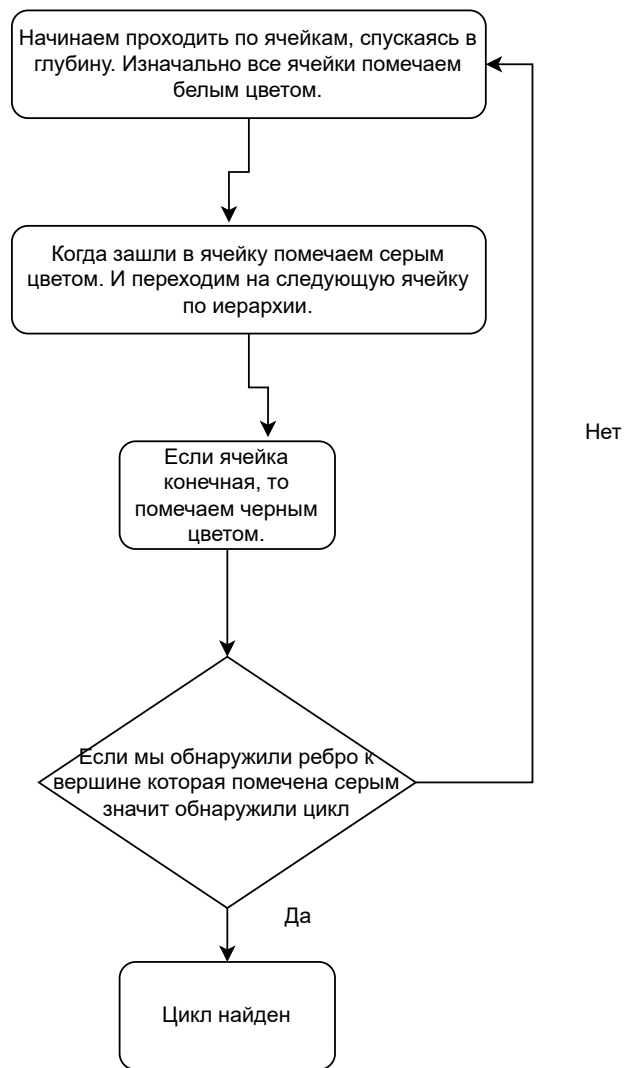 Начинаем проходить по ячейкам, спускаясь в
глубину. Изначально все ячейки помечаем
белым цветом.
Когда зашли в ячейку помечаем серым
цветом. И переходим на следующую ячейку
по иерархии.
Нет
Если ячейка
конечная, то
помечаем черным
цветом.
Если мы обнаружили ребро к
вершине которая помечена серым
значит обнаружили цикл
Да
Цикл найден